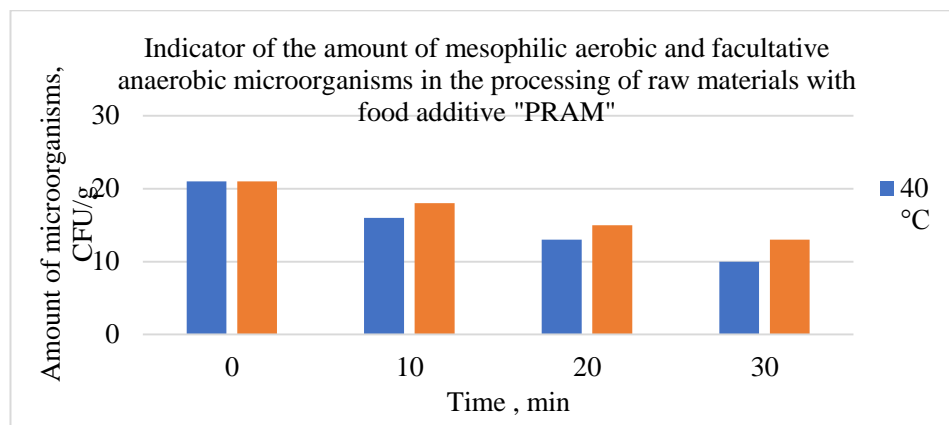 Indicator of the amount of mesophilic aerobic and facultative
anaerobic microorganisms in the processing of raw materials with
food additive "PRAM"
Amount of microorganisms,
CFU/g
30
20
10
0
0
10
20
30
Time , min
40
°C